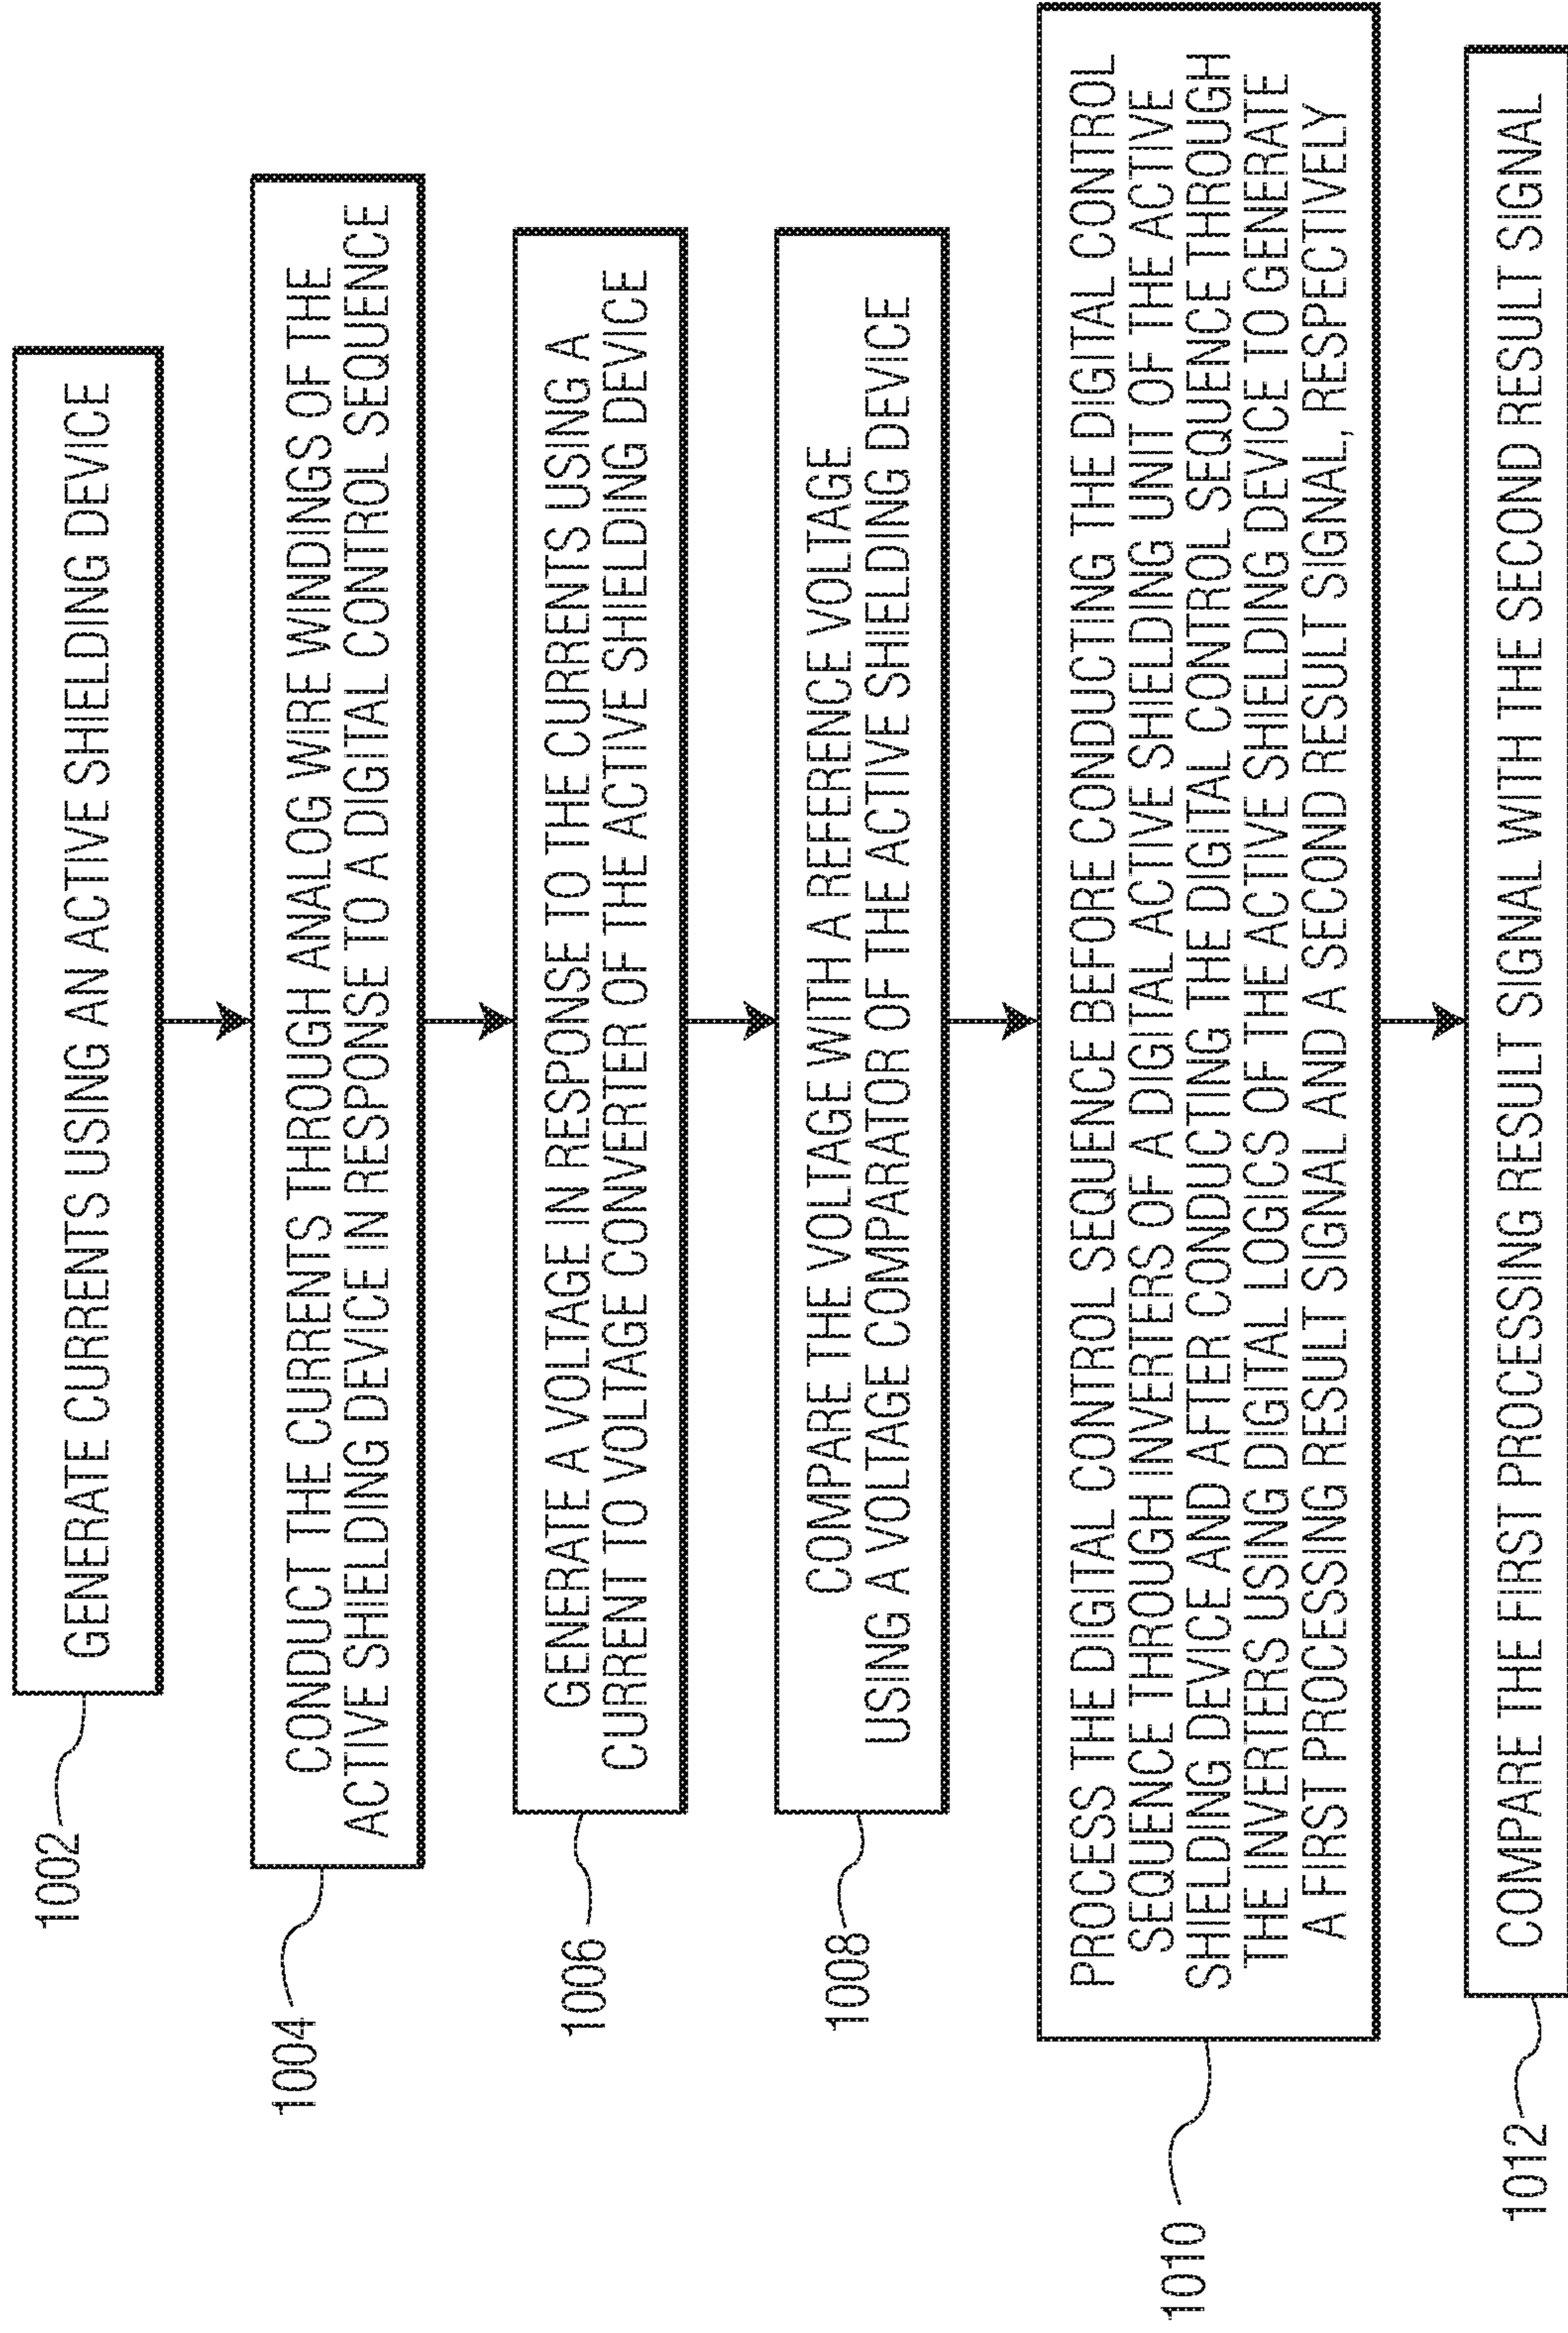 1002
GENERATE CURRENTS USING AN ACTIVE SHIELDING DEVICE
1004
CONDUCT THE CURRENTS THROUGH ANALOG WIRE WINDINGS OF THE
ACTIVE SHIELDING DEVICE IN RESPONSE TO A DIGITAL CONTROL SEQUENCE
1006
GENERATE A VOLTAGE IN RESPONSE TO THE CURRENTS USING A
CURRENT TO VOLTAGE CONVERTER OF THE ACTIVE SHIELDING DEVICE
1008
COMPARE THE VOLTAGE WITH A REFERENCE VOLTAGE
USING A VOLTAGE COMPARATOR OF THE ACTIVE SHIELDING DEVICE
1010
PROCESS THE DIGITAL CONTROL SEQUENCE BEFORE CONDUCTING THE DIGITAL CONTROL
SEQUENCE THROUGH INVERTERS OF A DIGITAL ACTIVE SHIELDING UNIT OF THE ACTIVE
SHIELDING DEVICE AND AFTER CONDUCTING THE DIGITAL CONTROL SEQUENCE THROUGH
THE INVERTERS USING DIGITAL LOGICS OF THE ACTIVE SHIELDING DEVICE TO GENERATE
A FIRST PROCESSING RESULT SIGNAL AND A SECOND RESULT SIGNAL, RESPECTIVELY
1012
COMPARE THE FIRST PROCESSING RESULT SIGNAL WITH THE SECOND RESULT SIGNAL